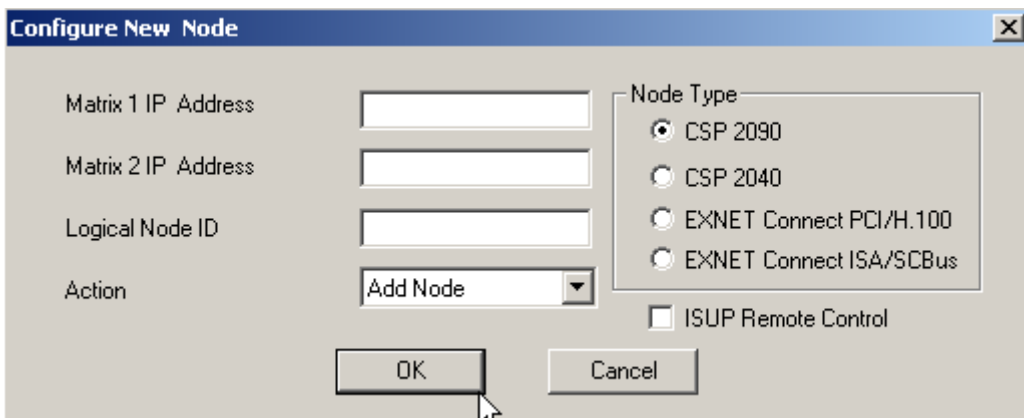 Configure New Node
Matrix 1 IP Address
Matrix 2 IP Address
Logical Node ID
Action
Add Node
Node Type
CSP 2090
CSP 2040
EXNET Connect PCI/H.100
EXNET Connect ISA/SCBus
ISUP Remote Control
OK
Cancel